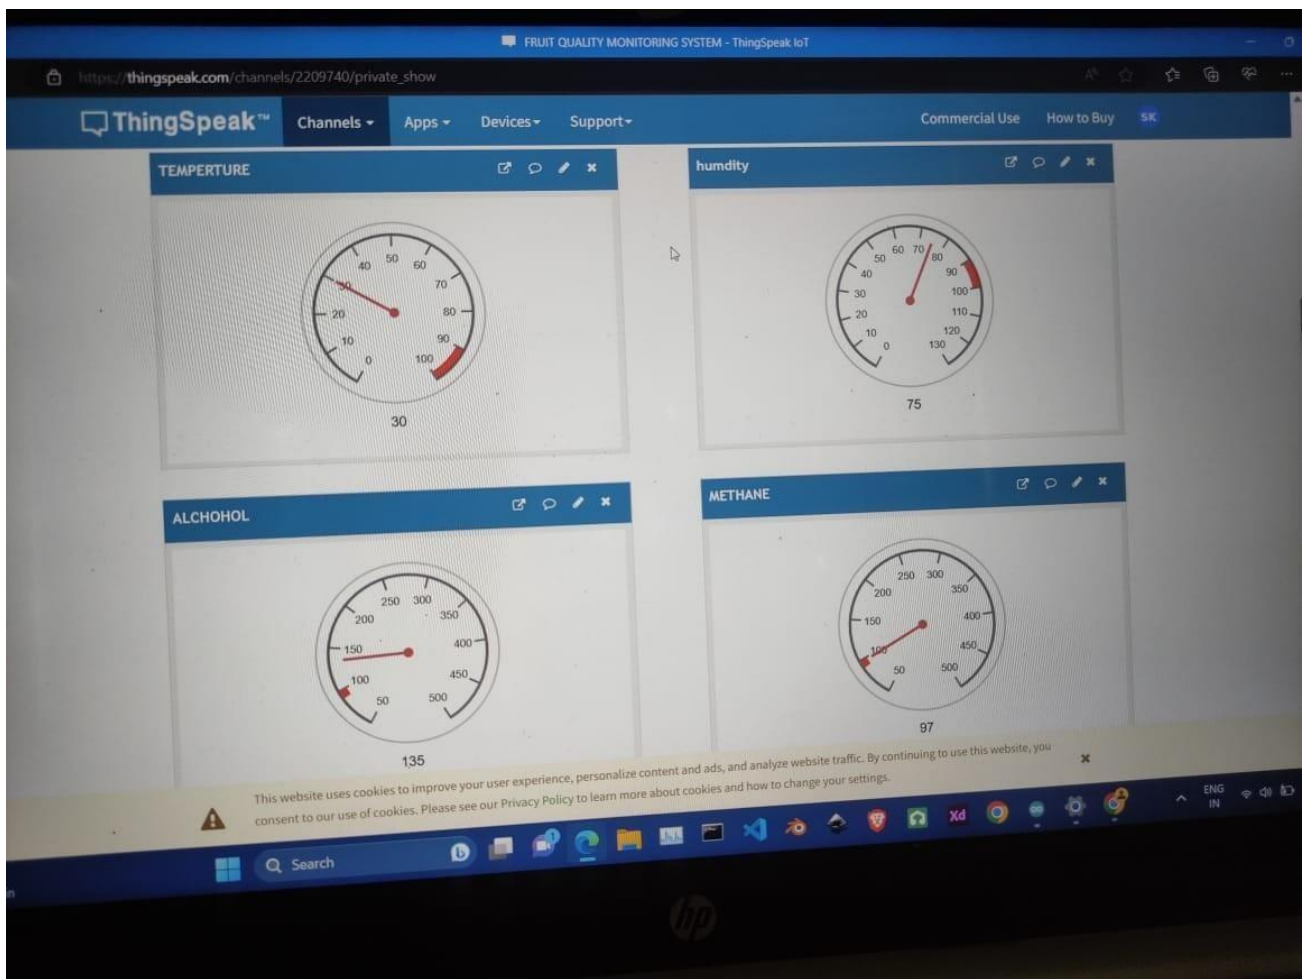 FRUIT QUALITY MONITORING SYSTEM - ThingSpeak IoT
https://thingspeak.com/channels/2209740/private_show
ThingSpeak™ Channels Apps Devices Support Commercial Use How to Buy SK
TEMPERTURE
0 10 20 30 40 50 60 70 80 90 100
30
humdity
0 10 20 30 40 50 60 70 80 90 100 110 120 130
75
ALCHOHOL
50 100 150 200 250 300 350 400 450 500
135
METHANE
50 100 150 200 250 300 350 400 450 500
97
This website uses cookies to improve your user experience, personalize content and ads, and analyze website traffic. By continuing to use this website, you
consent to our use of cookies. Please see our Privacy Policy to learn more about cookies and how to change your settings.
Search
1
Xd
ENG
IN
hp